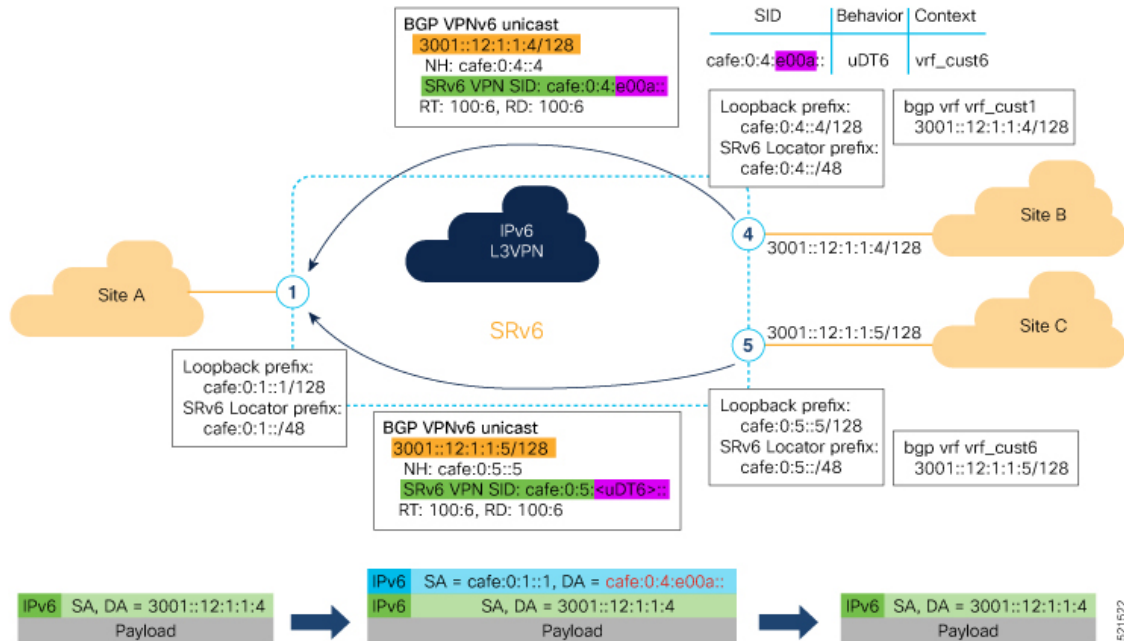 BGP VPNv6 unicast
3001::12:1:1:4/128
NH: cafe:0:4::4
SRv6 VPN SID: cafe:0:4:e00a::
RT: 100:6, RD: 100:6
SID Behavior Context
cafe:0:4:e00a:: uDT6 vrf_cust6
Loopback prefix:
cafe:0:4::4/128
SRv6 Locator prefix:
cafe:0:4::/48
bgp vrf vrf_cust1
3001::12:1:1:4/128
IPv6
L3VPN
4
3001::12:1:1:4/128
Site B
Site A
1
SRv6
5
3001::12:1:1:5/128
Site C
Loopback prefix:
cafe:0:1::1/128
SRv6 Locator prefix:
cafe:0:1::/48
BGP VPNv6 unicast
3001::12:1:1:5/128
NH: cafe:0:5::5
SRv6 VPN SID: cafe:0:5:<uDT6>::
RT: 100:6, RD: 100:6
Loopback prefix:
cafe:0:5::5/128
SRv6 Locator prefix:
cafe:0:5::/48
bgp vrf vrf_cust6
3001::12:1:1:5/128
IPv6 SA, DA = 3001::12:1:1:4
Payload
IPv6 SA = cafe:0:1::1, DA = cafe:0:4:e00a::
IPv6 SA, DA = 3001::12:1:1:4
Payload
IPv6 SA, DA = 3001::12:1:1:4
Payload
521522